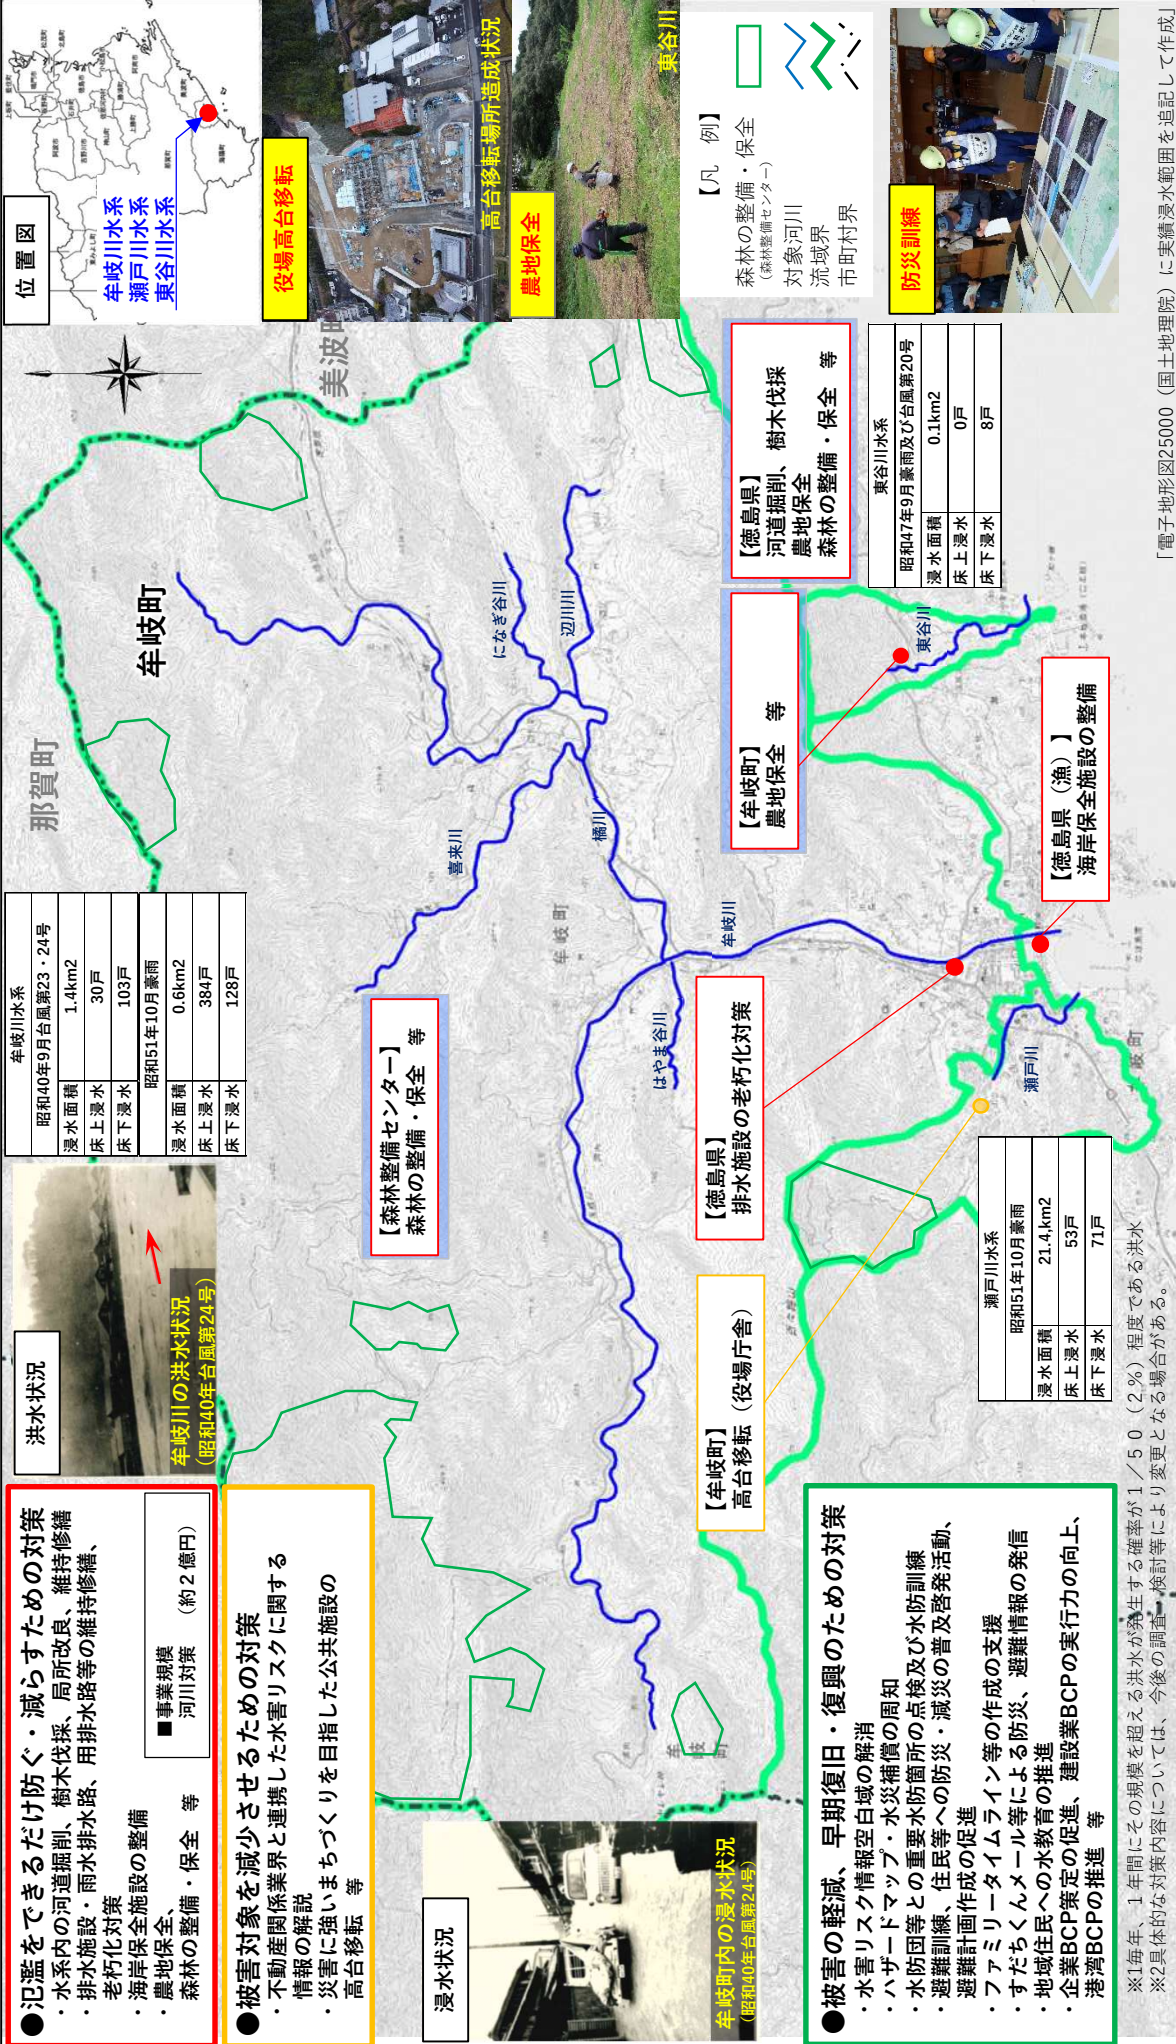 ●氾濫をできるだけ防ぐ・減らすための対策
・水系内の河道掘削、樹木伐採、局所改良、維持修繕
・排水施設・雨水排水路、用排水路等の維持修繕、
老朽化対策
・海岸保全施設の整備
・農地保全、
森林の整備・保全　等
■事業規模
河川対策　（約２億円）
●被害対象を減少させるための対策
・不動産関係業界と連携した水害リスクに関する
情報の解説
・災害に強いまちづくりを目指した公共施設の
高台移転　等
浸水状況
牟岐町内の浸水状況
(昭和40年台風第24号)
●被害の軽減、早期復旧・復興のための対策
・水害リスク情報空白域の解消
・ハザードマップ・水災補償の周知
・水防団等との重要水防箇所の点検及び水防訓練
・避難訓練、住民等への防災・減災の普及啓発活動、
避難計画作成の促進
・ファミリータイムライン等の作成の支援
・すだちくんメール等による防災、避難情報の発信
・地域住民への水教育の推進
・企業BCP策定の促進、建設業BCPの実行力の向上、
港湾BCPの推進　等
※1毎年、１年間にその規模を超える洪水が発生する確率が１／５０（２％）程度である洪水
※2具体的な対策内容については、今後の調査・検討等により変更となる場合がある。
洪水状況
牟岐川の洪水状況
(昭和40年台風第24号)
牟岐川水系
昭和40年9月台風第23・24号
浸水面積 1.4km2
床上浸水 30戸
床下浸水 103戸
昭和51年10月豪雨
浸水面積 0.6km2
床上浸水 384戸
床下浸水 128戸
【森林整備センター】
森林の整備・保全　等
【徳島県】
排水施設の老朽化対策
【牟岐町】
高台移転（役場庁舎）
瀬戸川水系
昭和51年10月豪雨
浸水面積 21.4,km2
床上浸水 53戸
床下浸水 71戸
那賀町
牟岐町
美波町
喜来川
橘川
になぎ谷川
辺川川
はやま谷川
牟岐川
瀬戸川
東谷川
牟岐町
牟岐町
【牟岐町】
農地保全　等
【徳島県（漁）】
海岸保全施設の整備
【徳島県】
河道掘削、樹木伐採
農地保全
森林の整備・保全　等
東谷川水系
昭和47年9月豪雨及び台風第20号
浸水面積 0.1km2
床上浸水 0戸
床下浸水 8戸
位置図
牟岐川水系
瀬戸川水系
東谷川水系
役場高台移転
高台移転場所造成状況
農地保全
東谷川
【凡　例】
森林の整備・保全
（森林整備センター）
対象河川
流域界
市町村界
防災訓練
「電子地形図25000（国土地理院）に実績浸水範囲を追記して作成」